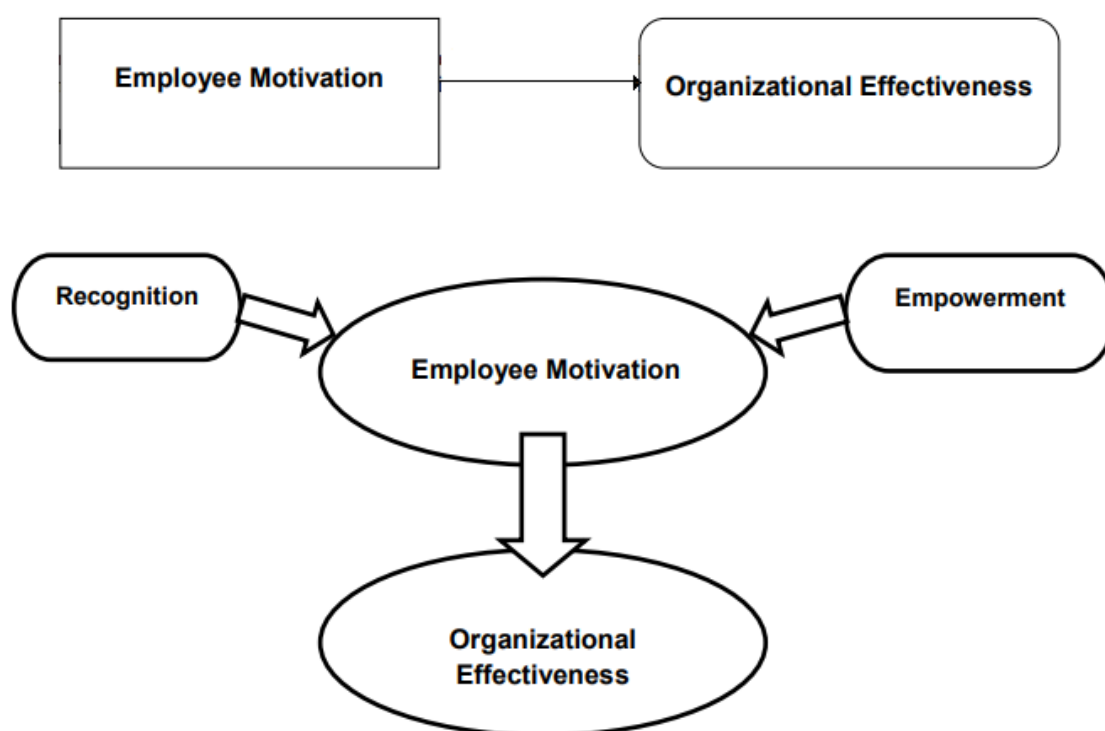 Employee Motivation
Organizational Effectiveness
Recognition
Empowerment
Employee Motivation
Organizational
Effectiveness